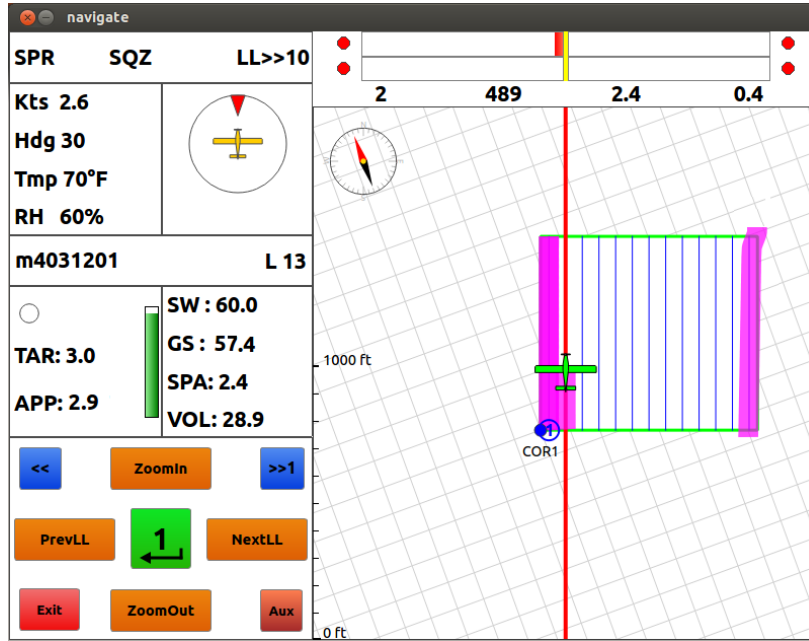 navigate
SPR SQZ LL>>10
2 489 2.4 0.4
Kts 2.6
Hdg 30
Tmp 70°F
RH 60%
m4031201 L 13
SW : 60.0
GS : 57.4
TAR: 3.0
SPA: 2.4
APP: 2.9
VOL: 28.9
1000 ft
1
COR1
<< ZoomIn >>1
PrevLL 1 NextLL
Exit ZoomOut Aux
0 ft